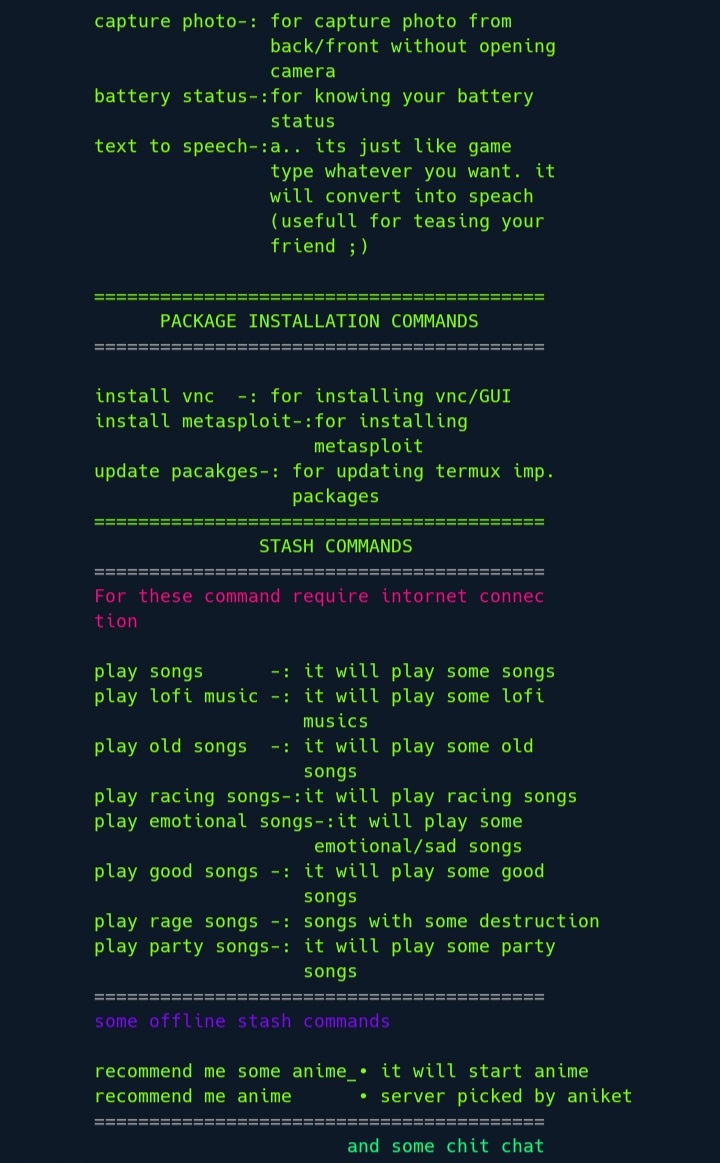 capture photo-: for capture photo from
back/front without opening
camera
battery status-:for knowing your battery
status
text to speech-:a.. its just like game
type whatever you want. it
will convert into speach
(usefull for teasing your
friend ;)
=========================================
PACKAGE INSTALLATION COMMANDS
=========================================
install vnc  -: for installing vnc/GUI
install metasploit-:for installing
metasploit
update pacakges-: for updating termux imp.
packages
=========================================
STASH COMMANDS
=========================================
For these command require intornet connec
tion
play songs      -: it will play some songs
play lofi music -: it will play some lofi
musics
play old songs  -: it will play some old
songs
play racing songs-:it will play racing songs
play emotional songs-:it will play some
emotional/sad songs
play good songs -: it will play some good
songs
play rage songs -: songs with some destruction
play party songs-: it will play some party
songs
=========================================
some offline stash commands
recommend me some anime_• it will start anime
recommend me anime      • server picked by aniket
=========================================
and some chit chat